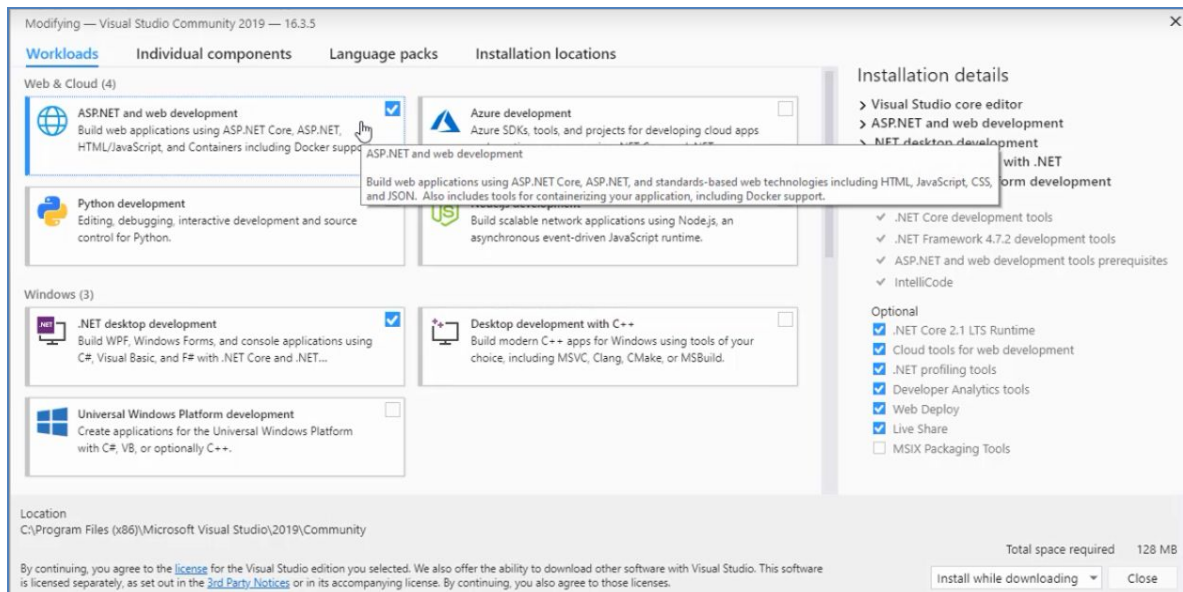 Modifying — Visual Studio Community 2019 — 16.3.5
Workloads Individual components Language packs Installation locations
Web & Cloud (4)
ASP.NET and web development
Build web applications using ASP.NET Core, ASP.NET,
HTML/JavaScript, and Containers including Docker suppo
Azure development
Azure SDKs, tools, and projects for developing cloud apps
ASP.NET and web development
Build web applications using ASP.NET Core, ASP.NET, and standards-based web technologies including HTML, JavaScript, CSS,
and JSON. Also includes tools for containerizing your application, including Docker support.
Python development
Editing, debugging, interactive development and source
control for Python.
Build scalable network applications using Node.js, an
asynchronous event-driven JavaScript runtime.
Windows (3)
.NET desktop development
Build WPF, Windows Forms, and console applications using
C#, Visual Basic, and F# with .NET Core and .NET...
Desktop development with C++
Build modern C++ apps for Windows using tools of your
choice, including MSVC, Clang, CMake, or MSBuild.
Universal Windows Platform development
Create applications for the Universal Windows Platform
with C#, VB, or optionally C++.
Installation details
Visual Studio core editor
ASP.NET and web development
.NET desktop development
with .NET
form development
.NET Core development tools
.NET Framework 4.7.2 development tools
ASP.NET and web development tools prerequisites
IntelliCode
Optional
.NET Core 2.1 LTS Runtime
Cloud tools for web development
.NET profiling tools
Developer Analytics tools
Web Deploy
Live Share
MSIX Packaging Tools
Location
C:\Program Files (x86)\Microsoft Visual Studio\2019\Community
By continuing, you agree to the license for the Visual Studio edition you selected. We also offer the ability to download other software with Visual Studio. This software
is licensed separately, as set out in the 3rd Party Notices or in its accompanying license. By continuing, you also agree to those licenses.
Total space required 128 MB
Install while downloading Close